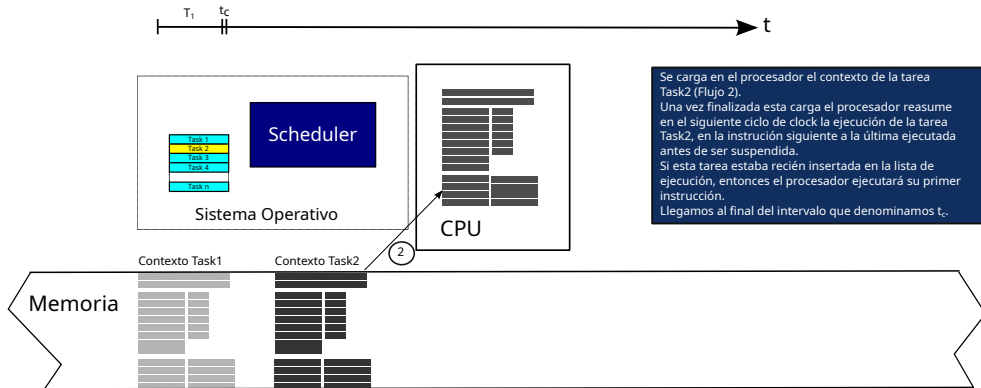 T1
tc
t
Se carga en el procesador el contexto de la tarea
Task2 (Flujo 2).
Una vez finalizada esta carga el procesador reasume
en el siguiente ciclo de clock la ejecución de la tarea
Task2, en la instrución siguiente a la última ejecutada
antes de ser suspendida.
Si esta tarea estaba recién insertada en la lista de
ejecución, entonces el procesador ejecutará su primer
instrucción.
Llegamos al final del intervalo que denominamos tc.
Scheduler
Task 1
Task 2
Task 3
Task 4
Task n
Sistema Operativo
CPU
2
Contexto Task1
Contexto Task2
Memoria